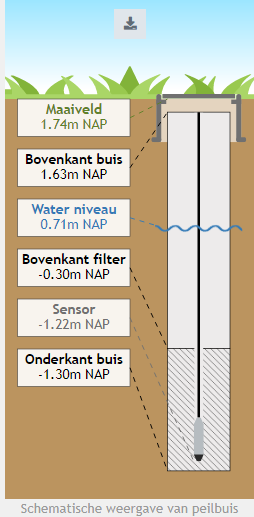 Maaiveld
1.74m NAP
Bovenkant buis
1.63m NAP
Water niveau
0.71m NAP
Bovenkant filter
-0.30m NAP
Sensor
-1.22m NAP
Onderkant buis
-1.30m NAP
Schematische weergave van peilbuis